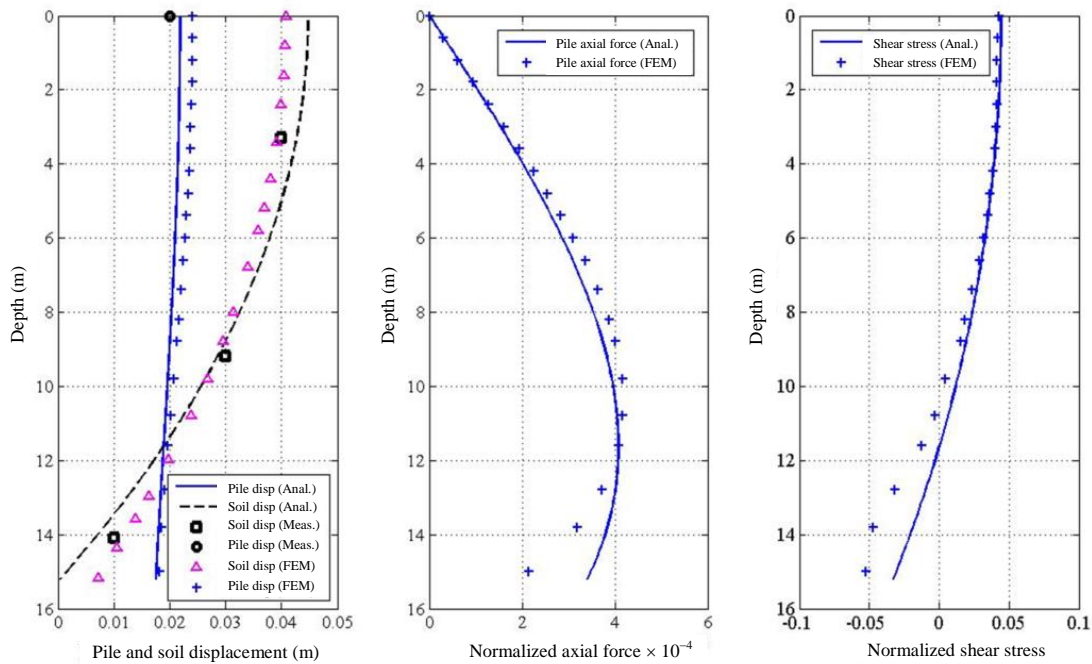 0
2
4
6
8
10
12
14
16
Depth (m)
0
0.01
0.02
0.03
0.04
0.05
Pile and soil displacement (m)
Pile disp (Anal.)
Soil disp (Anal.)
Soil disp (Meas.)
Pile disp (Meas.)
Soil disp (FEM)
Pile disp (FEM)
0
2
4
6
8
10
12
14
16
Depth (m)
0
2
4
6
Normalized axial force × 10⁻⁴
Pile axial force (Anal.)
Pile axial force (FEM)
0
2
4
6
8
10
12
14
16
Depth (m)
-0.1
-0.05
0
0.05
0.1
Normalized shear stress
Shear stress (Anal.)
Shear stress (FEM)